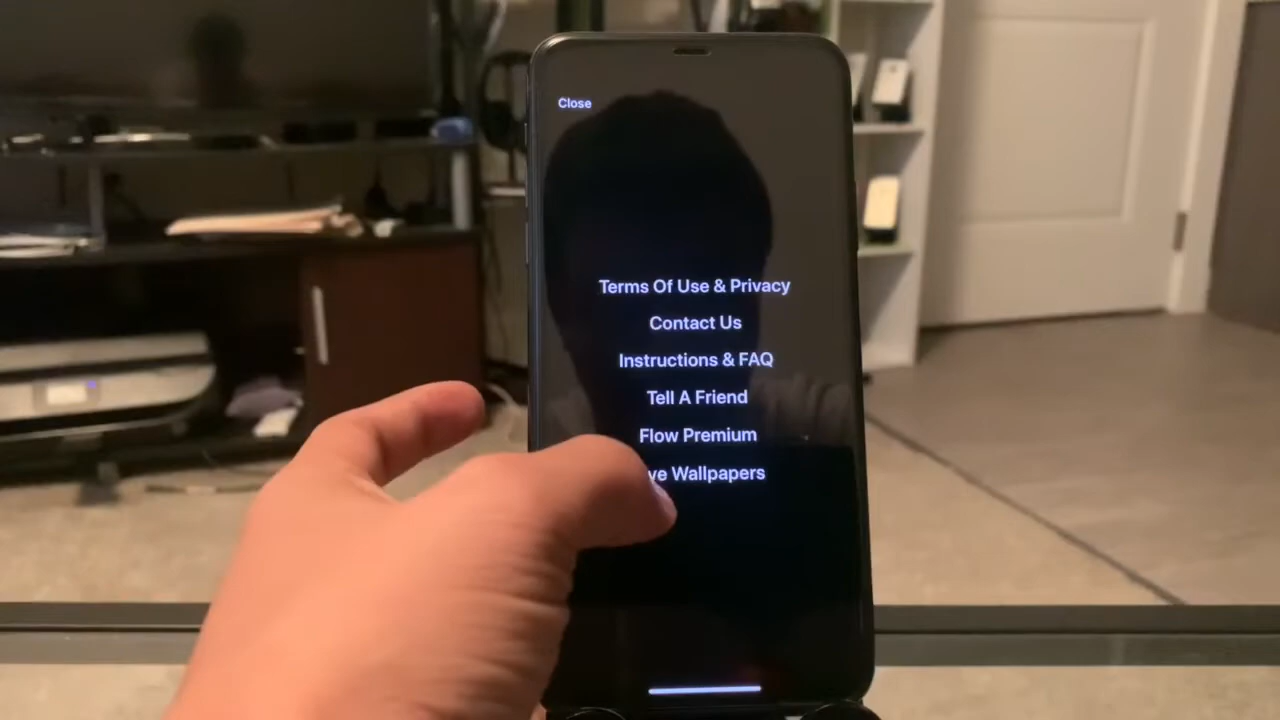 Close
Terms Of Use & Privacy
Contact Us
Instructions & FAQ
Tell A Friend
Flow Premium
Wallpapers